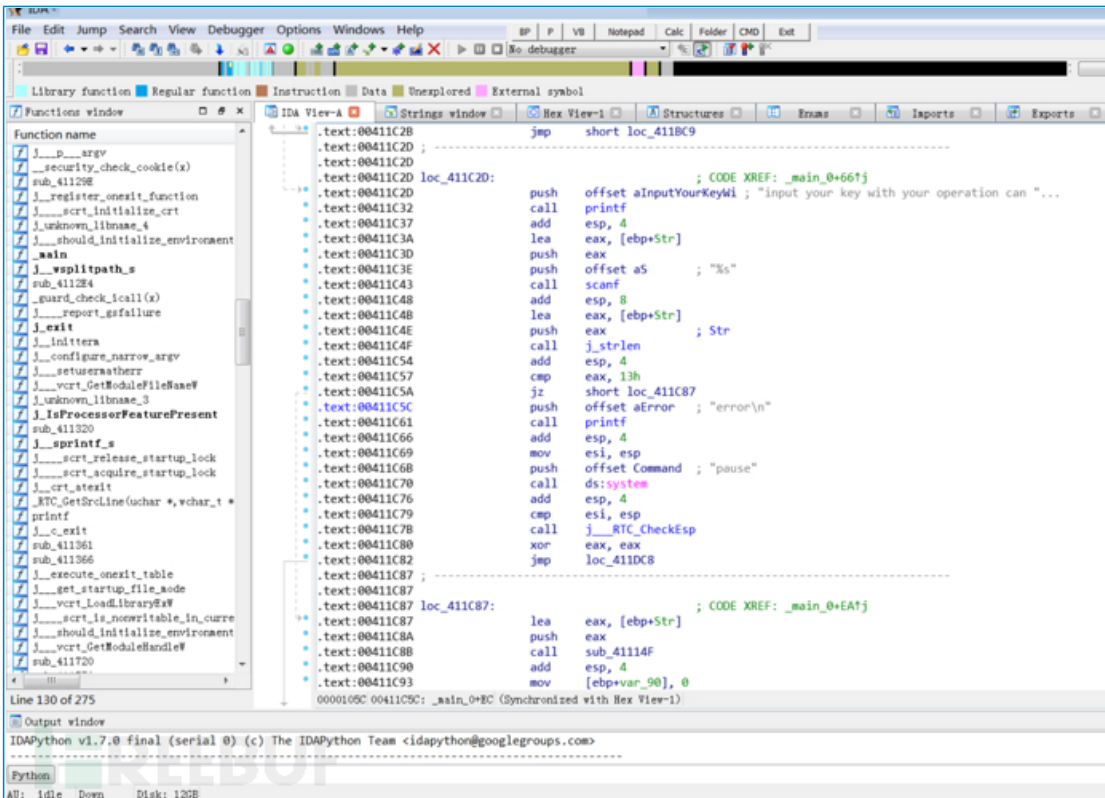 IDA -
File Edit Jump Search View Debugger Options Windows Help BP P VB Notepad Calc Folder CMD Exit
No debugger
Library function Regular function Instruction Data Unexplored External symbol
Functions window IDA View-A Strings window Hex View-1 Structures Enums Imports Exports
Function name
j___p___argv
__security_check_cookie(x)
sub_41129E
j__register_onexit_function
j____scrt_initialize_crt
j_unknown_libname_4
j___should_initialize_environment
_main
j__wsplitpath_s
sub_4112E4
_guard_check_icall(x)
j____report_gsfailure
j_exit
j__initterm
j__configure_narrow_argv
j___setusermatherr
j___vcrt_GetModuleFileNameW
j_unknown_libname_3
j_IsProcessorFeaturePresent
sub_411320
j__sprintf_s
j____scrt_release_startup_lock
j____scrt_acquire_startup_lock
j__crt_atexit
_RTC_GetSrcLine(uchar *,wchar_t *
printf
j__c_exit
sub_411361
sub_411366
j__execute_onexit_table
j___get_startup_file_mode
j___vcrt_LoadLibraryExW
j____scrt_is_nonwritable_in_curre
j___should_initialize_environment
j___vcrt_GetModuleHandleW
sub_411720
Line 130 of 275
.text:00411C2B jmp short loc_411BC9
.text:00411C2D ; ---------------------------------------------------------------------------
.text:00411C2D
.text:00411C2D loc_411C2D: ; CODE XREF: _main_0+66↑j
.text:00411C2D push offset aInputYourKeyWi ; "input your key with your operation can "...
.text:00411C32 call printf
.text:00411C37 add esp, 4
.text:00411C3A lea eax, [ebp+Str]
.text:00411C3D push eax
.text:00411C3E push offset aS ; "%s"
.text:00411C43 call scanf
.text:00411C48 add esp, 8
.text:00411C4B lea eax, [ebp+Str]
.text:00411C4E push eax ; Str
.text:00411C4F call j_strlen
.text:00411C54 add esp, 4
.text:00411C57 cmp eax, 13h
.text:00411C5A jz short loc_411C87
.text:00411C5C push offset aError ; "error\n"
.text:00411C61 call printf
.text:00411C66 add esp, 4
.text:00411C69 mov esi, esp
.text:00411C6B push offset Command ; "pause"
.text:00411C70 call ds:system
.text:00411C76 add esp, 4
.text:00411C79 cmp esi, esp
.text:00411C7B call j___RTC_CheckEsp
.text:00411C80 xor eax, eax
.text:00411C82 jmp loc_411DC8
.text:00411C87 ; ---------------------------------------------------------------------------
.text:00411C87
.text:00411C87 loc_411C87: ; CODE XREF: _main_0+EA↑j
.text:00411C87 lea eax, [ebp+Str]
.text:00411C8A push eax
.text:00411C8B call sub_41114F
.text:00411C90 add esp, 4
.text:00411C93 mov [ebp+var_90], 0
0000105C 00411C5C: _main_0+EC (Synchronized with Hex View-1)
Output window
IDAPython v1.7.0 final (serial 0) (c) The IDAPython Team <idapython@googlegroups.com>
---------------------------------------------------------------------------
FREEBUF
Python
AU: idle Down Disk: 12GB